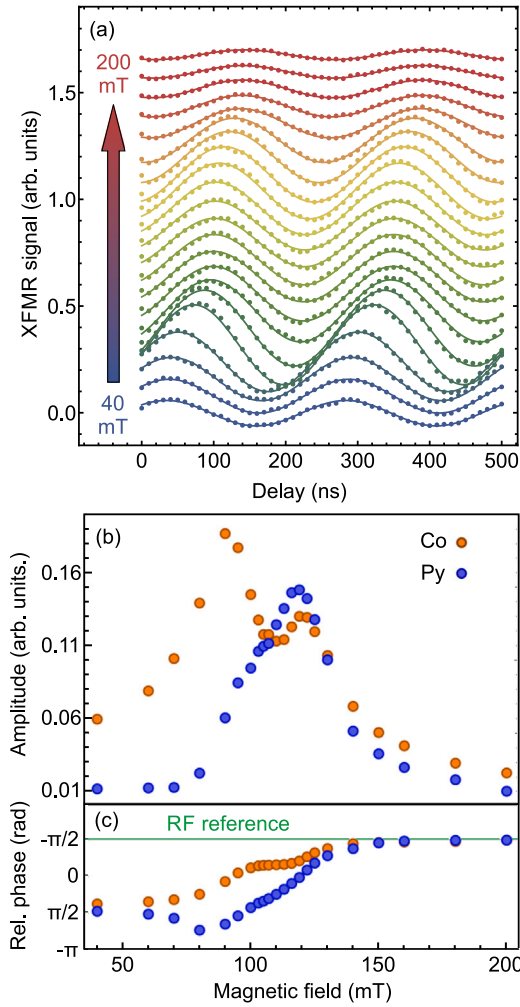 (a)
200
mT
40
mT
XFMR signal (arb. units)
1.5
1.0
0.5
0.0
0 100 200 300 400 500
Delay (ns)
(b)
Co
Py
Amplitude (arb. units.)
0.16
0.11
0.06
0.01
(c)
RF reference
Rel. phase (rad)
-π/2
0
π/2
-π
50 100 150 200
Magnetic field (mT)